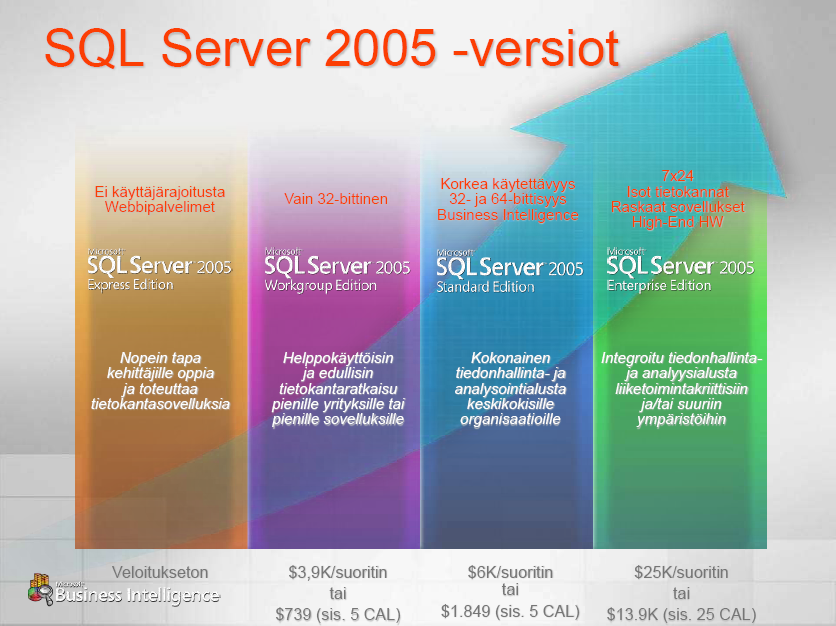 SQL Server 2005 -versiot
Ei käyttäjärajoitusta
Webbipalvelimet
Microsoft
SQL Server 2005
Express Edition
Nopein tapa
kehittäjille oppia
ja toteuttaa
tietokantasovelluksia
Veloitukseton
Vain 32-bittinen
Microsoft
SQL Server 2005
Workgroup Edition
Helppokäyttöisin
ja edullisin
tietokantaratkaisu
pienille yrityksille tai
pienille sovelluksille
$3,9K/suoritin
tai
$739 (sis. 5 CAL)
Korkea käytettävyys
32- ja 64-bittisyys
Business Intelligence
Microsoft
SQL Server 2005
Standard Edition
Kokonainen
tiedonhallinta- ja
analysointialusta
keskikokisille
organisaatioille
$6K/suoritin
tai
$1.849 (sis. 5 CAL)
7x24
Isot tietokannat
Raskaat sovellukset
High-End HW
Microsoft
SQL Server 2005
Enterprise Edition
Integroitu tiedonhallinta-
ja analyysialusta
liiketoimintakriittisiin
ja/tai suuriin
ympäristöihin
$25K/suoritin
tai
$13.9K (sis. 25 CAL)
Microsoft
Business Intelligence